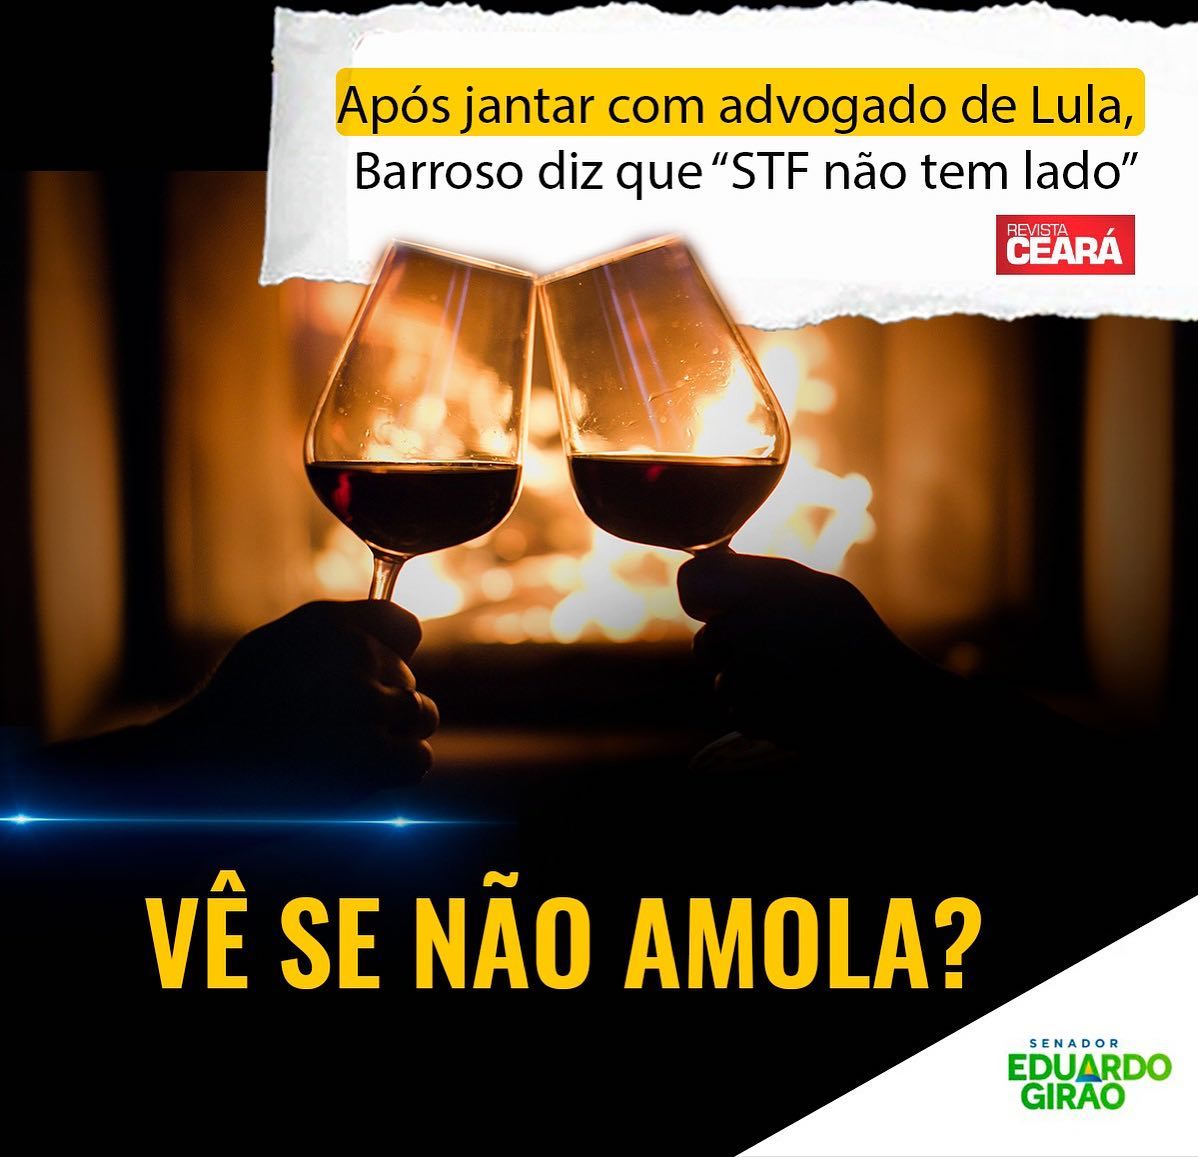 Após jantar com advogado de Lula,
Barroso diz que “STF não tem lado”
REVISTA
CEARÁ
VÊ SE NÃO AMOLA?
SENADOR
EDUARDO
GIRAO